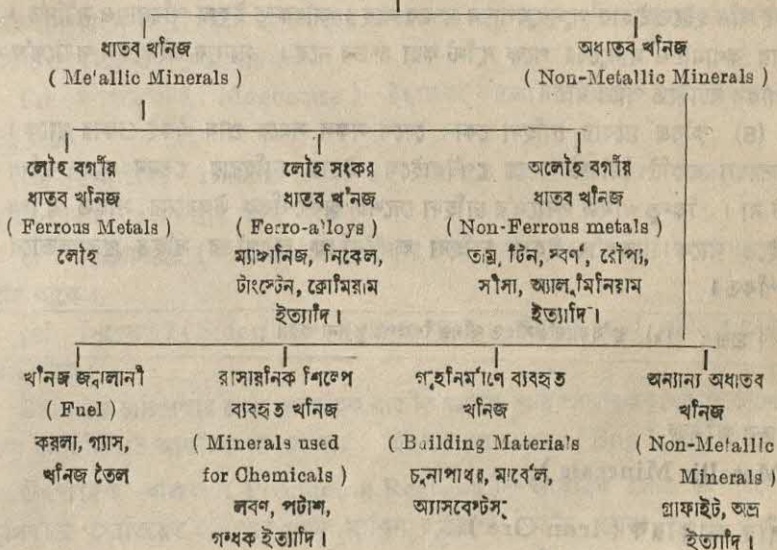 ধাতব খনিজ
( Me'allic Minerals )
অধাতব খনিজ
( Non-Metallic Minerals )
লৌহ বর্গীয়
ধাতব খনিজ
( Ferrous Metals )
লৌহ
লৌহ সংকর
ধাতব খনিজ
( Ferro-alloys )
ম্যাঙ্গানিজ, নিকেল,
টাংস্টেন, ক্রোমিয়াম
ইত্যাদি।
অলৌহ বর্গীয়
ধাতব খনিজ
( Non-Ferrous metals )
তাম্র, টিন, স্বর্ণ, রৌপ্য,
সীসা, অ্যালুমিনিয়াম
ইত্যাদি।
খনিজ জ্বালানী
( Fuel )
কয়লা, গ্যাস,
খনিজ তৈল
রাসায়নিক শিল্পে
ব্যবহৃত খনিজ
( Minerals used
for Chemicals )
লবণ, পটাশ,
গন্ধক ইত্যাদি।
গৃহনির্মাণে ব্যবহৃত
খনিজ
( Building Materials
চুনাপাথর, মার্বেল,
অ্যাসবেস্টস্
অন্যান্য অধাতব
খনিজ
( Non-Metallic
Minerals )
গ্রাফাইট, অভ্র
ইত্যাদি।